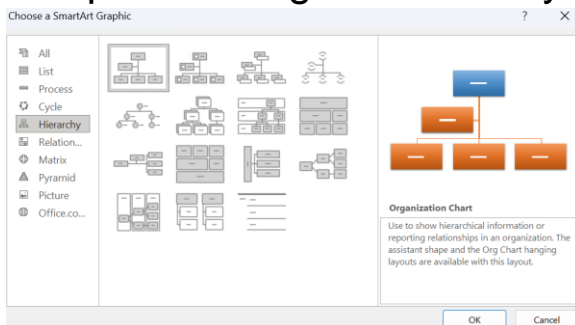 Choose a SmartArt Graphic
? ×
All
List
Process
Cycle
Hierarchy
Relation...
Matrix
Pyramid
Picture
Office.co...
Organization Chart
Use to show hierarchical information or
reporting relationships in an organization. The
assistant shape and the Org Chart hanging
layouts are available with this layout.
OK
Cancel